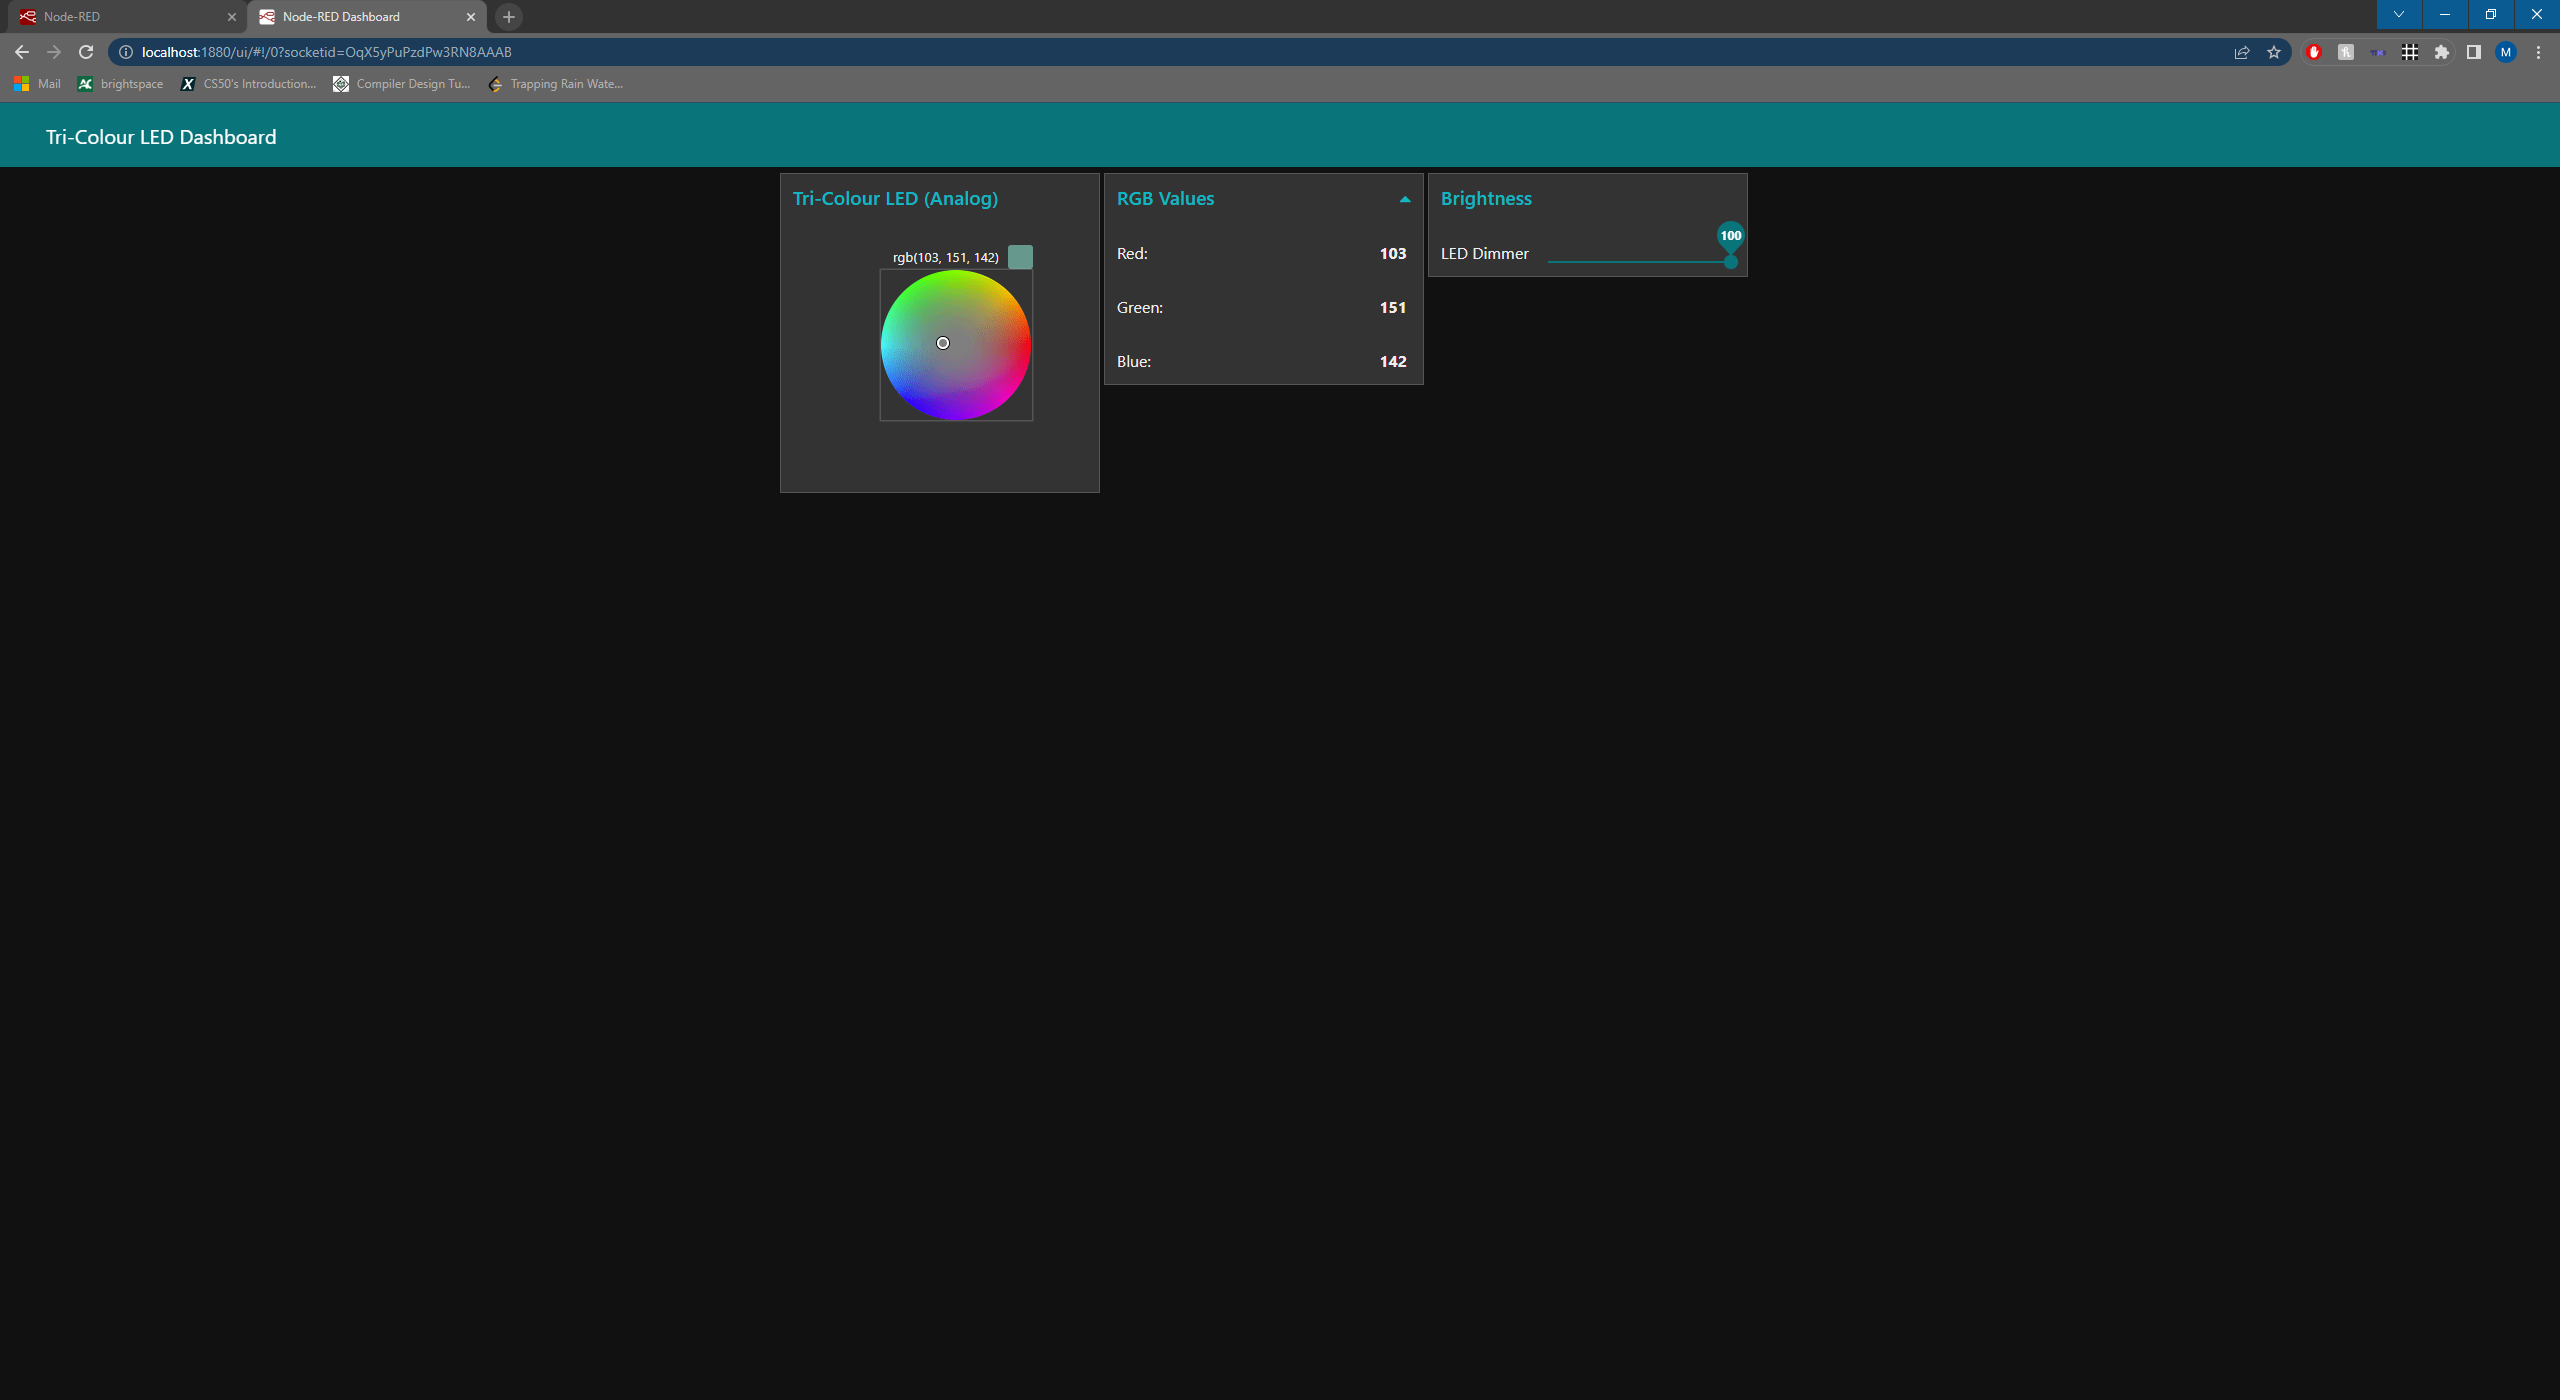 Node-RED
Node-RED Dashboard
localhost:1880/ui/#!/0?socketid=OqX5yPuPzdPw3RN8AAAB
M
Mail
brightspace
CS50's Introduction...
Compiler Design Tu...
Trapping Rain Wate...
Tri-Colour LED Dashboard
Tri-Colour LED (Analog)
rgb(103, 151, 142)
RGB Values
Red: 103
Green: 151
Blue: 142
Brightness
100
LED Dimmer